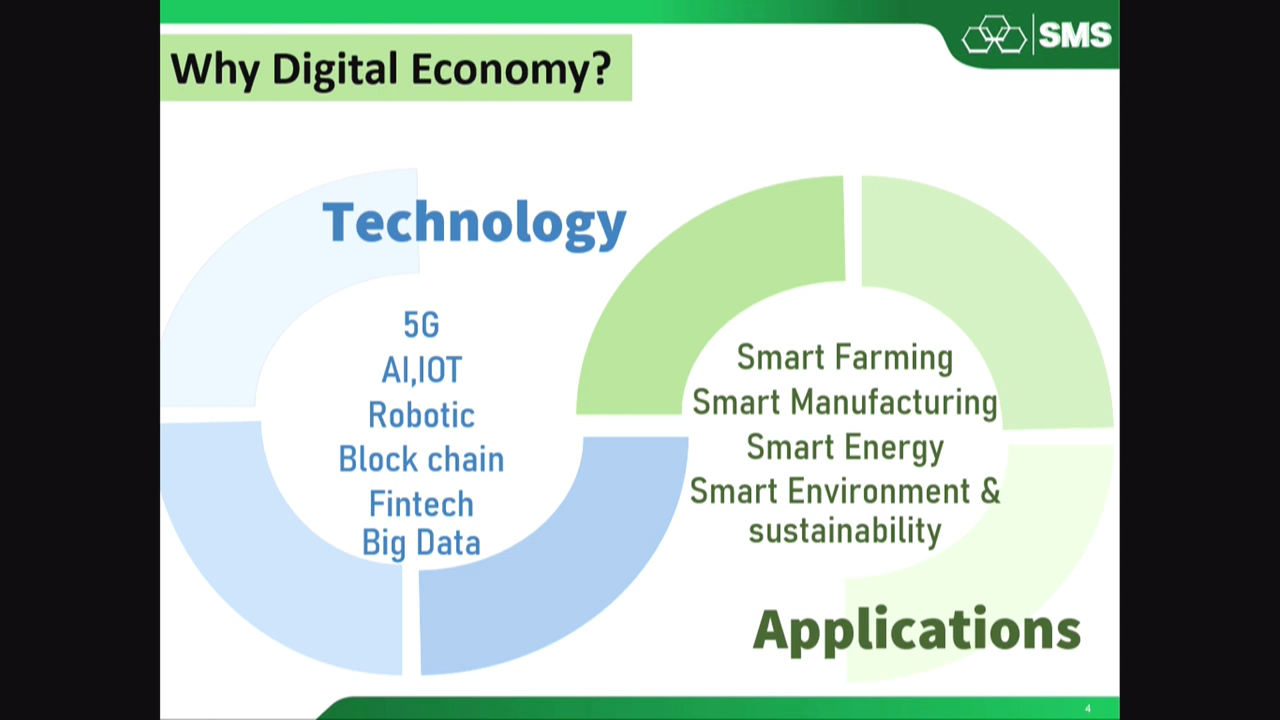 SMS
Why Digital Economy?
Technology
5G
AI,IOT
Robotic
Block chain
Fintech
Big Data
Smart Farming
Smart Manufacturing
Smart Energy
Smart Environment &
sustainability
Applications
4